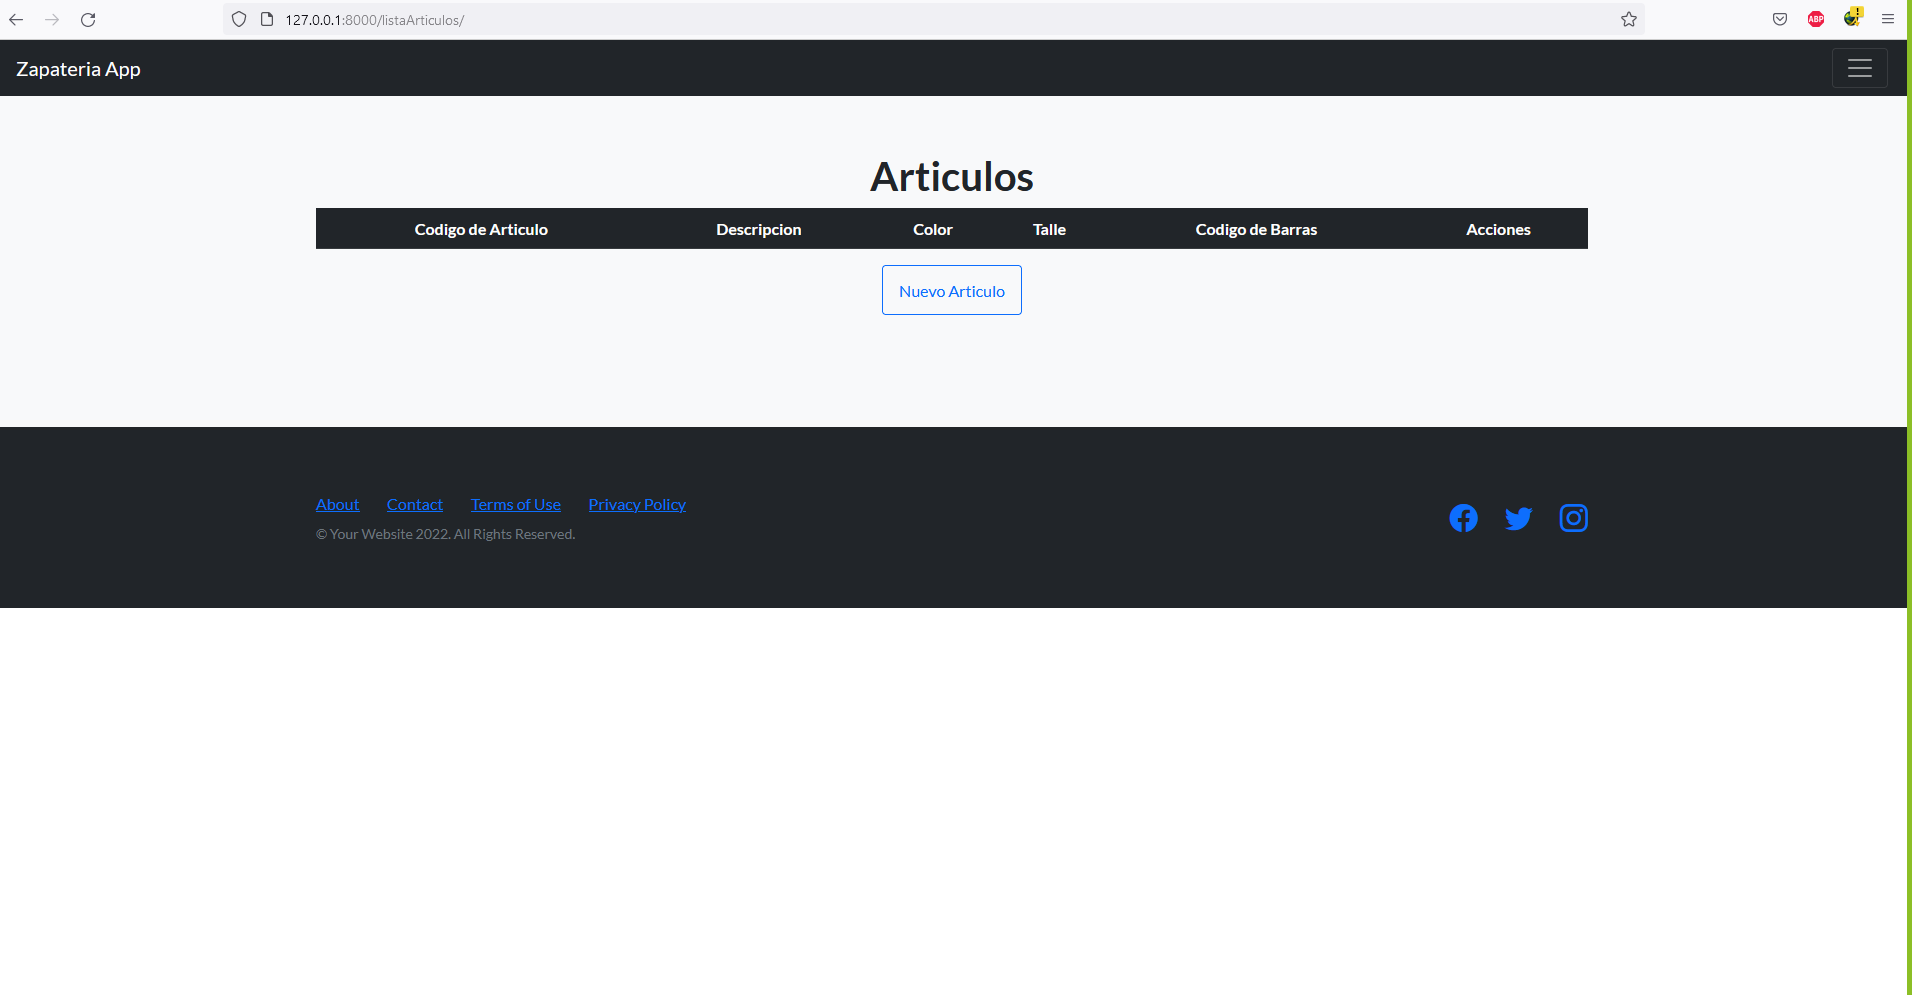 127.0.0.1:8000/listaArticulos/
ABP
Zapateria App
Articulos
Codigo de Articulo Descripcion Color Talle Codigo de Barras Acciones
Nuevo Articulo
About Contact Terms of Use Privacy Policy
© Your Website 2022. All Rights Reserved.